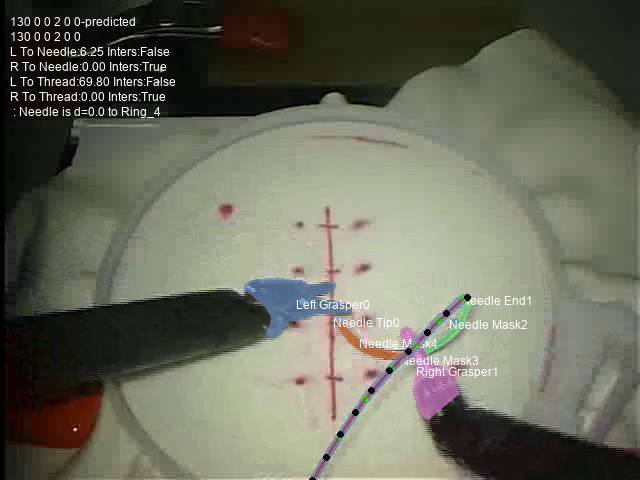 130 0 0 2 0 0-predicted
130 0 0 2 0 0
L To Needle:6.25 Inters:False
R To Needle:0.00 Inters:True
L To Thread:69.80 Inters:False
R To Thread:0.00 Inters:True
: Needle is d=0.0 to Ring_4
Left Grasper0
Needle End1
Needle Tip0
Needle Mask2
Needle Mask4
Needle Mask3
Right Grasper1